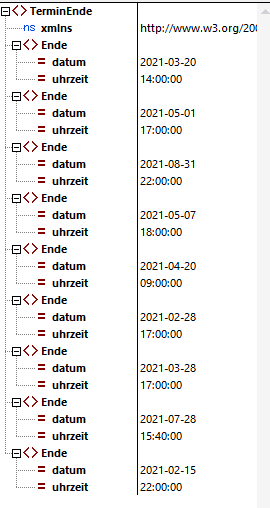 TerminEnde
ns xmlns http://www.w3.org/200
Ende
datum 2021-03-20
uhrzeit 14:00:00
Ende
datum 2021-05-01
uhrzeit 17:00:00
Ende
datum 2021-08-31
uhrzeit 22:00:00
Ende
datum 2021-05-07
uhrzeit 18:00:00
Ende
datum 2021-04-20
uhrzeit 09:00:00
Ende
datum 2021-02-28
uhrzeit 17:00:00
Ende
datum 2021-03-28
uhrzeit 17:00:00
Ende
datum 2021-07-28
uhrzeit 15:40:00
Ende
datum 2021-02-15
uhrzeit 22:00:00